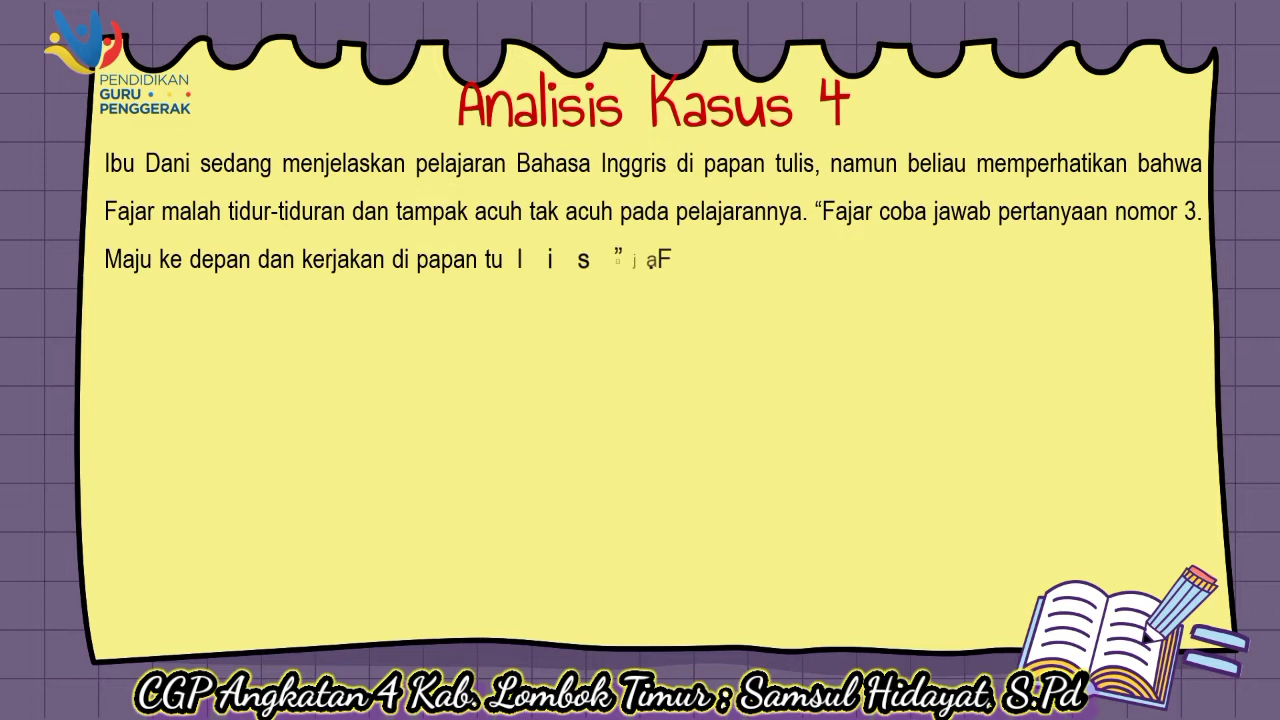 PENDIDIKAN
GURU
PENGGERAK
Analisis Kasus 4
Ibu Dani sedang menjelaskan pelajaran Bahasa Inggris di papan tulis, namun beliau memperhatikan bahwa
Fajar malah tidur-tiduran dan tampak acuh tak acuh pada pelajarannya. “Fajar coba jawab pertanyaan nomor 3.
Maju ke depan dan kerjakan di papan tu l i s ”
CGP Angkatan 4 Kab. Lombok Timur : Samsul Hidayat. S.Pd